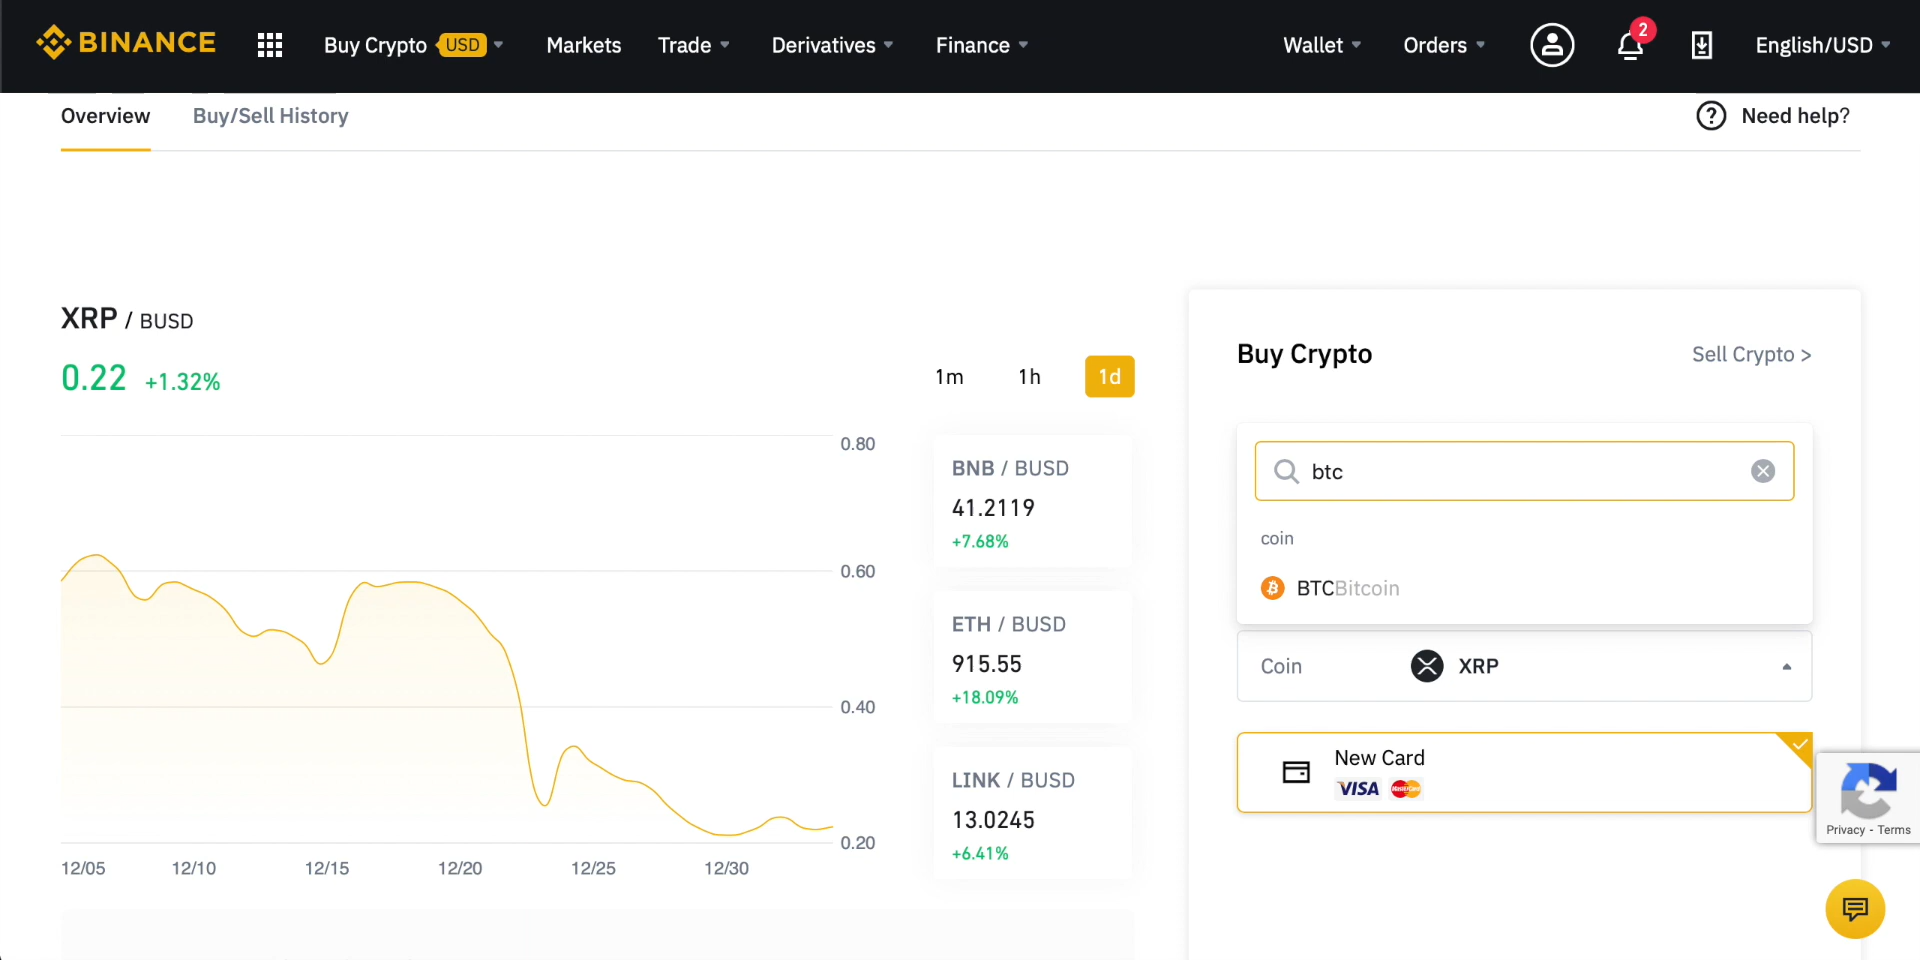 BINANCE Buy Crypto USD Markets Trade Derivatives Finance Wallet Orders 2 English/USD
Overview Buy/Sell History Need help?
XRP / BUSD
0.22 +1.32%
1m 1h 1d
0.80
0.60
0.40
0.20
12/05 12/10 12/15 12/20 12/25 12/30
BNB / BUSD
41.2119
+7.68%
ETH / BUSD
915.55
+18.09%
LINK / BUSD
13.0245
+6.41%
Buy Crypto Sell Crypto >
btc
coin
BTCBitcoin
Coin XRP
New Card
VISA MasterCard
Privacy - Terms